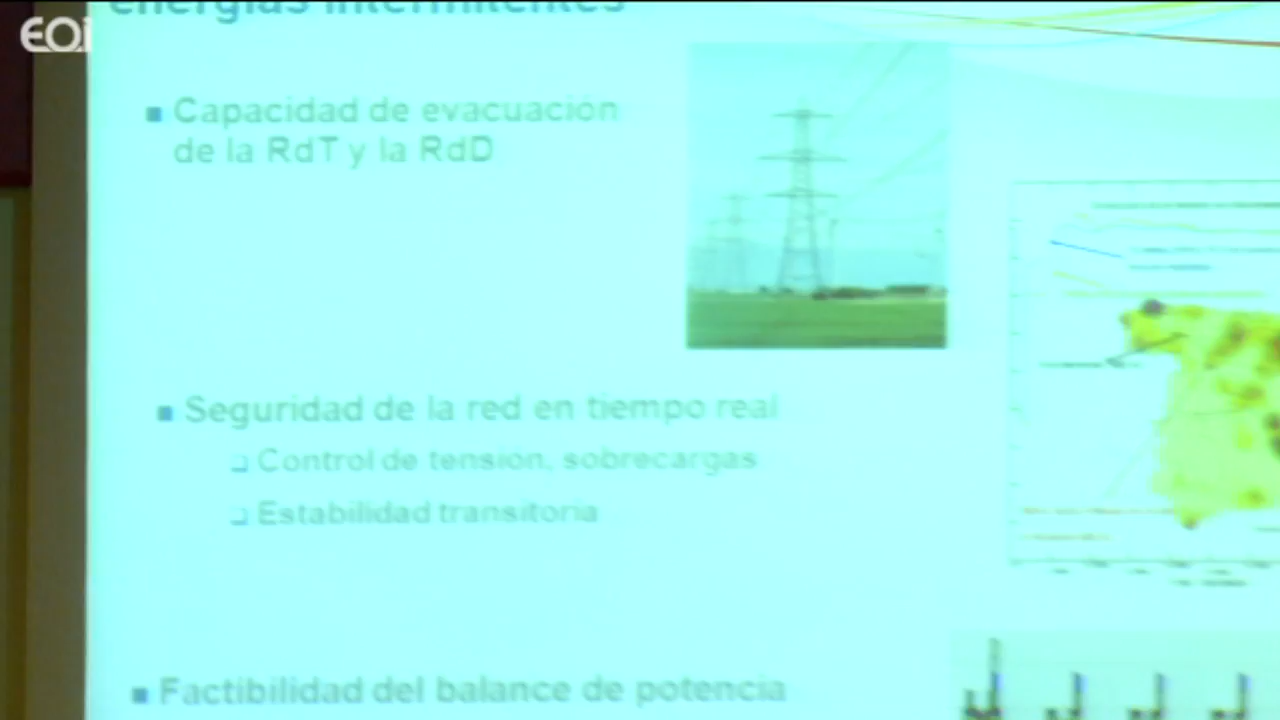 energías intermitentes
EOI
Capacidad de evacuación
de la RdT y la RdD
Seguridad de la red en tiempo real
Control de tensión, sobrecargas
Estabilidad transitoria
Factibilidad del balance de potencia